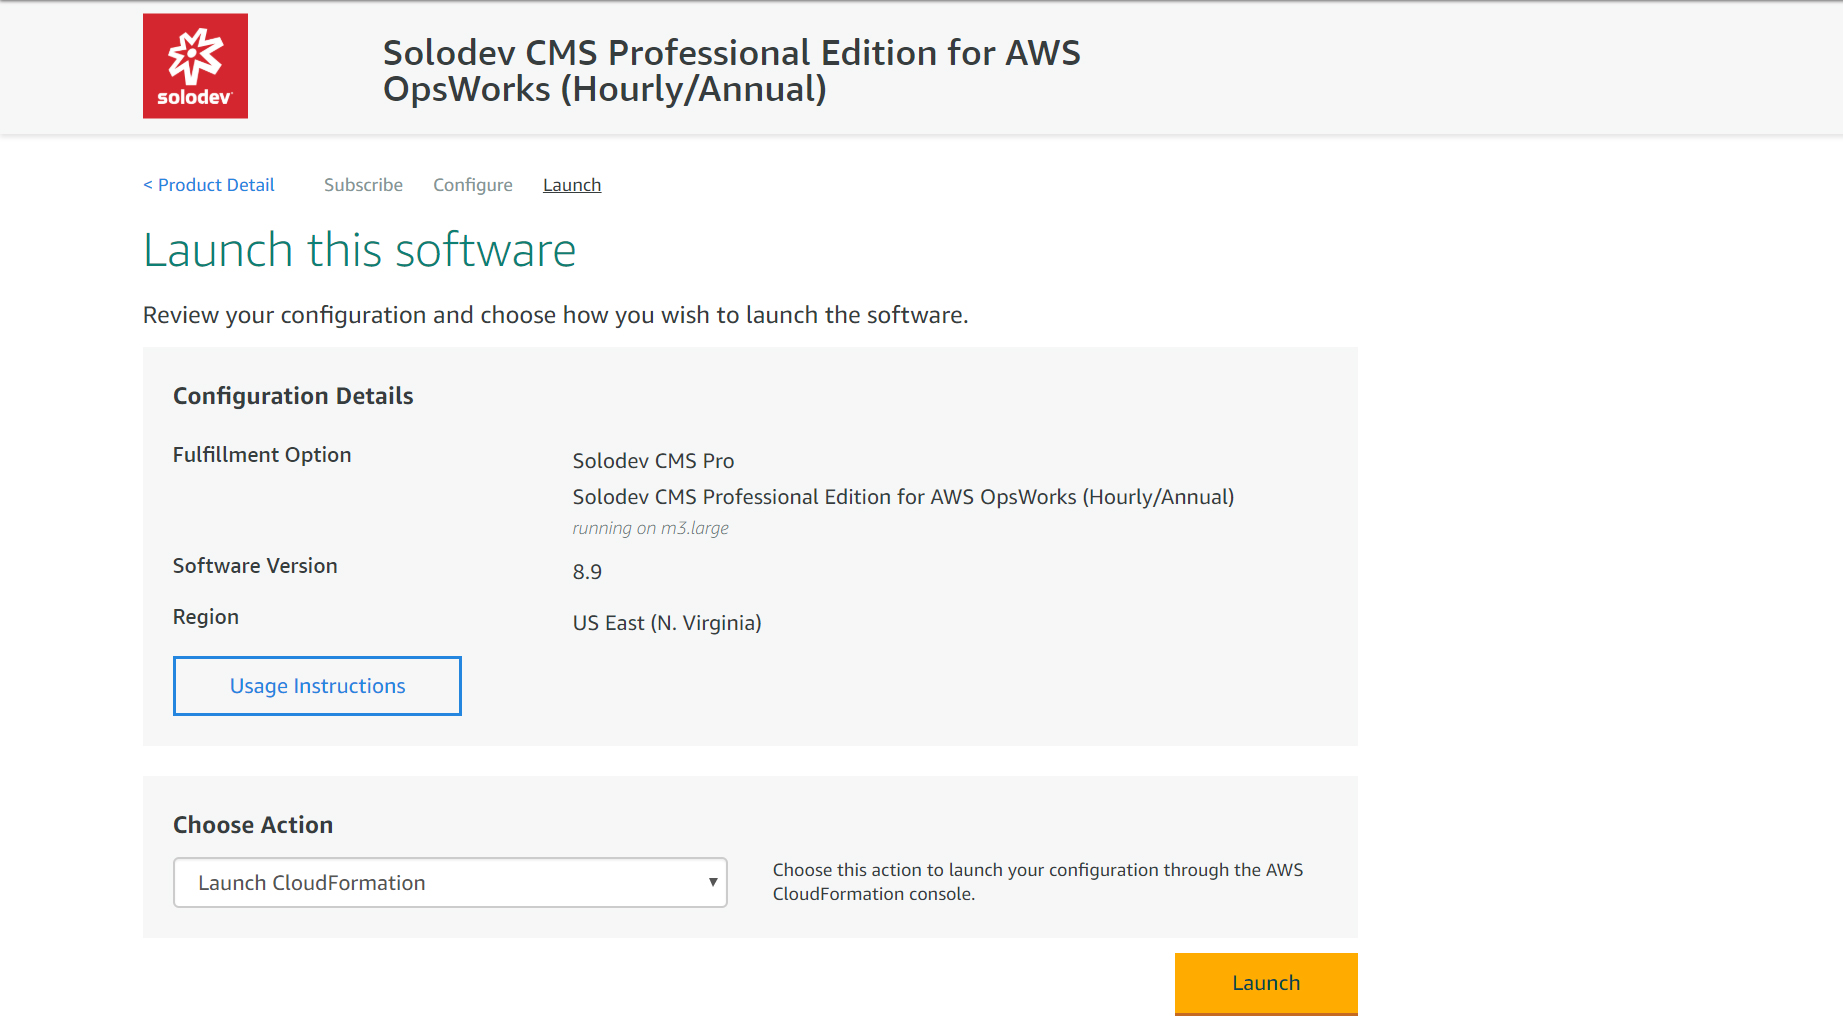 solodev
Solodev CMS Professional Edition for AWS
OpsWorks (Hourly/Annual)
< Product Detail Subscribe Configure Launch
Launch this software
Review your configuration and choose how you wish to launch the software.
Configuration Details
Fulfillment Option
Solodev CMS Pro
Solodev CMS Professional Edition for AWS OpsWorks (Hourly/Annual)
running on m3.large
Software Version
8.9
Region
US East (N. Virginia)
Usage Instructions
Choose Action
Launch CloudFormation
Choose this action to launch your configuration through the AWS
CloudFormation console.
Launch